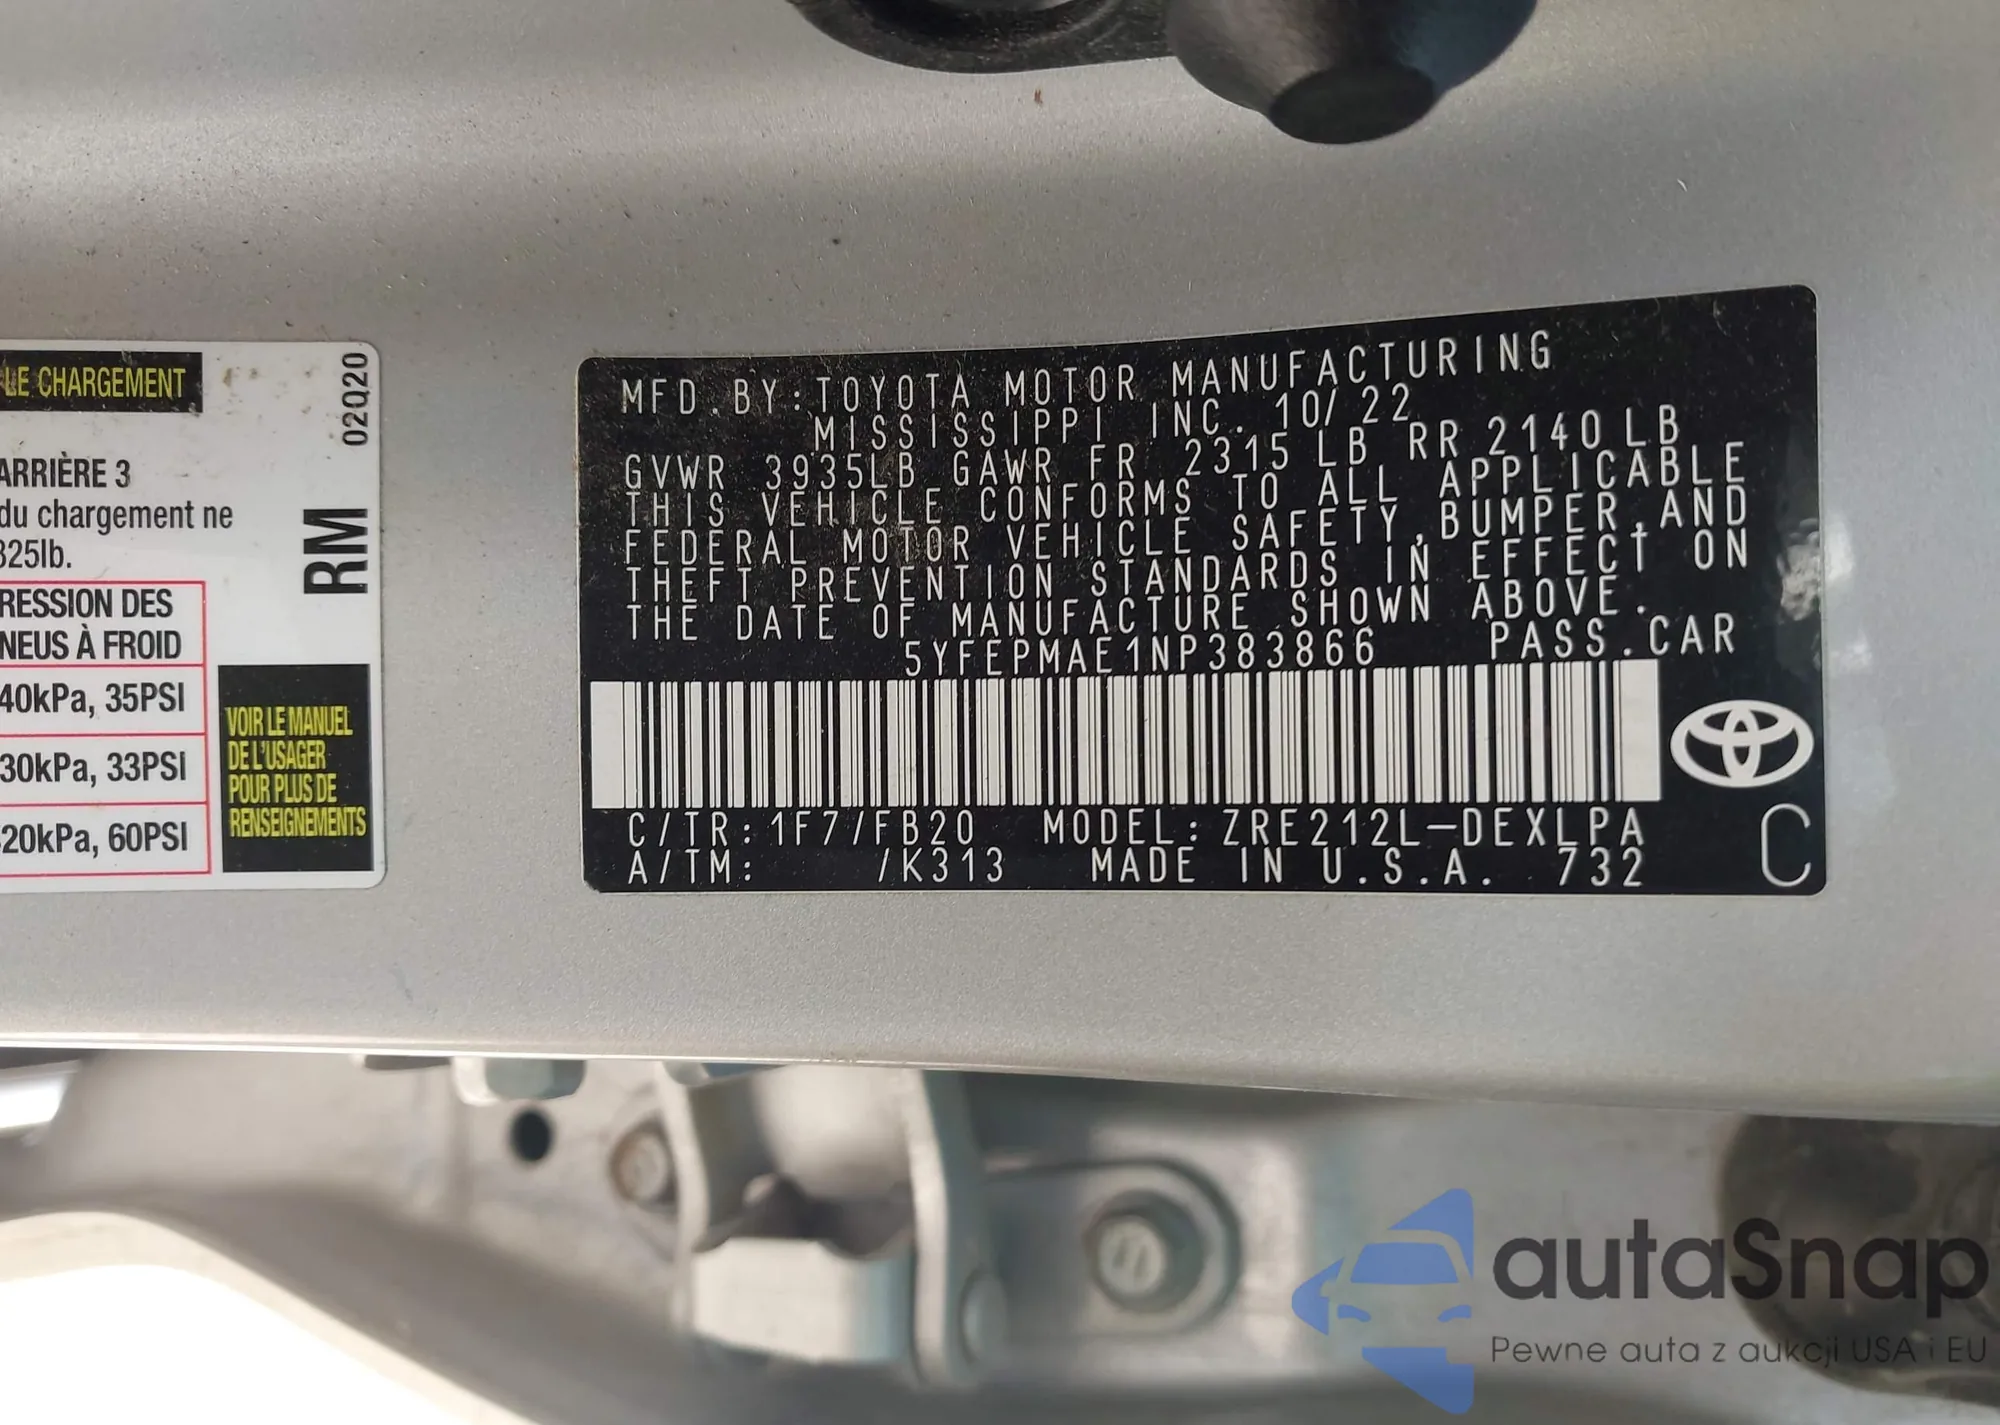 LE CHARGEMENT
02Q20
ARRIÈRE 3
du chargement ne
825lb.
RM
RESSION DES
NEUS À FROID
40kPa, 35PSI
30kPa, 33PSI
20kPa, 60PSI
VOIR LE MANUEL
DE L'USAGER
POUR PLUS DE
RENSEIGNEMENTS
MFD.BY:TOYOTA MOTOR MANUFACTURING
MISSISSIPPI INC. 10/22
GVWR 3935LB GAWR FR 2315 LB RR 2140LB
THIS VEHICLE CONFORMS TO ALL APPLICABLE
FEDERAL MOTOR VEHICLE SAFETY,BUMPER,AND
THEFT PREVENTION STANDARDS IN EFFECT ON
THE DATE OF MANUFACTURE SHOWN ABOVE.
5YFEPMAE1NP383866 PASS.CAR
C/TR:1F7/FB20 MODEL:ZRE212L-DEXLPA
A/TM: /K313 MADE IN U.S.A. 732
C
autaSnap
Pewne auta z aukcji USA i EU